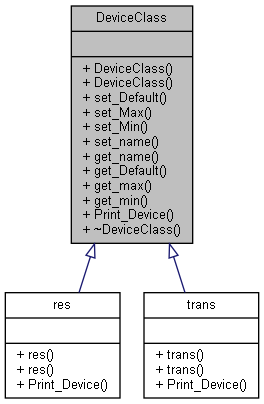 DeviceClass
+ DeviceClass()
+ DeviceClass()
+ set_Default()
+ set_Max()
+ set_Min()
+ set_name()
+ get_name()
+ get_Default()
+ get_max()
+ get_min()
+ Print_Device()
+ ~DeviceClass()
res
+ res()
+ res()
+ Print_Device()
trans
+ trans()
+ trans()
+ Print_Device()